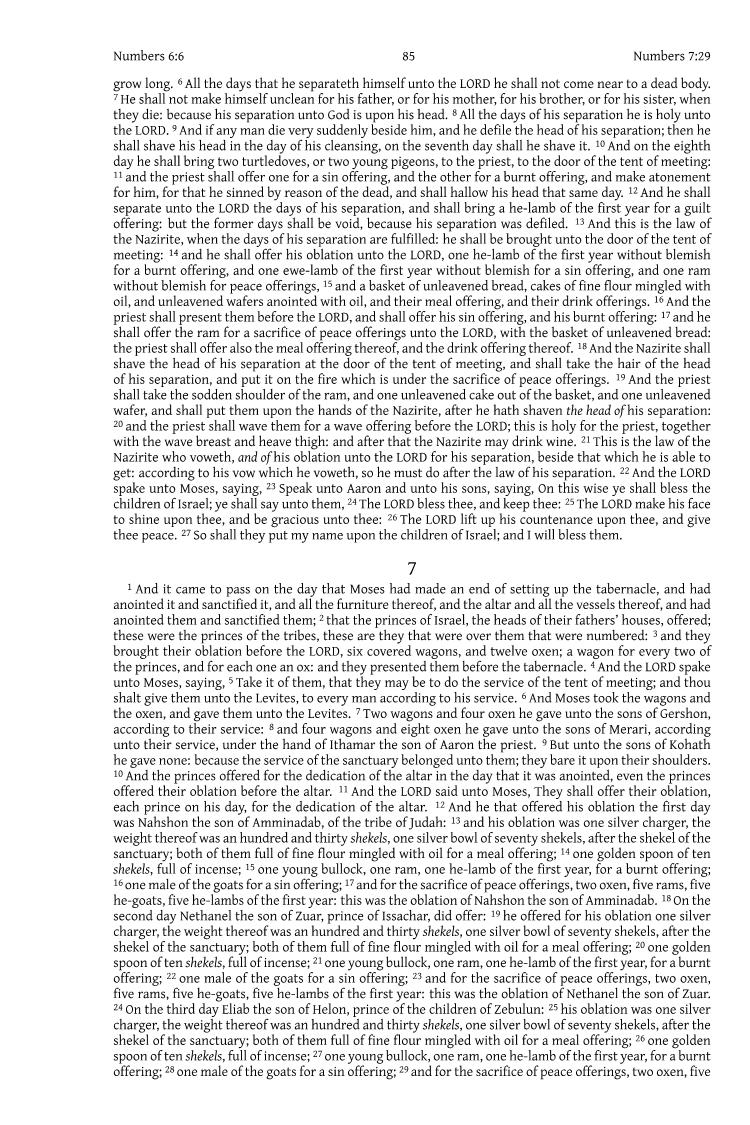 Numbers 6:6 85 Numbers 7:29
grow long. 6 All the days that he separateth himself unto the LORD he shall not come near to a dead body.
7 He shall not make himself unclean for his father, or for his mother, for his brother, or for his sister, when
they die: because his separation unto God is upon his head. 8 All the days of his separation he is holy unto
the LORD. 9 And if any man die very suddenly beside him, and he defile the head of his separation; then he
shall shave his head in the day of his cleansing, on the seventh day shall he shave it. 10 And on the eighth
day he shall bring two turtledoves, or two young pigeons, to the priest, to the door of the tent of meeting:
11 and the priest shall offer one for a sin offering, and the other for a burnt offering, and make atonement
for him, for that he sinned by reason of the dead, and shall hallow his head that same day. 12 And he shall
separate unto the LORD the days of his separation, and shall bring a he-lamb of the first year for a guilt
offering: but the former days shall be void, because his separation was defiled. 13 And this is the law of
the Nazirite, when the days of his separation are fulfilled: he shall be brought unto the door of the tent of
meeting: 14 and he shall offer his oblation unto the LORD, one he-lamb of the first year without blemish
for a burnt offering, and one ewe-lamb of the first year without blemish for a sin offering, and one ram
without blemish for peace offerings, 15 and a basket of unleavened bread, cakes of fine flour mingled with
oil, and unleavened wafers anointed with oil, and their meal offering, and their drink offerings. 16 And the
priest shall present them before the LORD, and shall offer his sin offering, and his burnt offering: 17 and he
shall offer the ram for a sacrifice of peace offerings unto the LORD, with the basket of unleavened bread:
the priest shall offer also the meal offering thereof, and the drink offering thereof. 18 And the Nazirite shall
shave the head of his separation at the door of the tent of meeting, and shall take the hair of the head
of his separation, and put it on the fire which is under the sacrifice of peace offerings. 19 And the priest
shall take the sodden shoulder of the ram, and one unleavened cake out of the basket, and one unleavened
wafer, and shall put them upon the hands of the Nazirite, after he hath shaven the head of his separation:
20 and the priest shall wave them for a wave offering before the LORD; this is holy for the priest, together
with the wave breast and heave thigh: and after that the Nazirite may drink wine. 21 This is the law of the
Nazirite who voweth, and of his oblation unto the LORD for his separation, beside that which he is able to
get: according to his vow which he voweth, so he must do after the law of his separation. 22 And the LORD
spake unto Moses, saying, 23 Speak unto Aaron and unto his sons, saying, On this wise ye shall bless the
children of Israel; ye shall say unto them, 24 The LORD bless thee, and keep thee: 25 The LORD make his face
to shine upon thee, and be gracious unto thee: 26 The LORD lift up his countenance upon thee, and give
thee peace. 27 So shall they put my name upon the children of Israel; and I will bless them.
7
1 And it came to pass on the day that Moses had made an end of setting up the tabernacle, and had
anointed it and sanctified it, and all the furniture thereof, and the altar and all the vessels thereof, and had
anointed them and sanctified them; 2 that the princes of Israel, the heads of their fathers' houses, offered;
these were the princes of the tribes, these are they that were over them that were numbered: 3 and they
brought their oblation before the LORD, six covered wagons, and twelve oxen; a wagon for every two of
the princes, and for each one an ox: and they presented them before the tabernacle. 4 And the LORD spake
unto Moses, saying, 5 Take it of them, that they may be to do the service of the tent of meeting; and thou
shalt give them unto the Levites, to every man according to his service. 6 And Moses took the wagons and
the oxen, and gave them unto the Levites. 7 Two wagons and four oxen he gave unto the sons of Gershon,
according to their service: 8 and four wagons and eight oxen he gave unto the sons of Merari, according
unto their service, under the hand of Ithamar the son of Aaron the priest. 9 But unto the sons of Kohath
he gave none: because the service of the sanctuary belonged unto them; they bare it upon their shoulders.
10 And the princes offered for the dedication of the altar in the day that it was anointed, even the princes
offered their oblation before the altar. 11 And the LORD said unto Moses, They shall offer their oblation,
each prince on his day, for the dedication of the altar. 12 And he that offered his oblation the first day
was Nahshon the son of Amminadab, of the tribe of Judah: 13 and his oblation was one silver charger, the
weight thereof was an hundred and thirty shekels, one silver bowl of seventy shekels, after the shekel of the
sanctuary; both of them full of fine flour mingled with oil for a meal offering; 14 one golden spoon of ten
shekels, full of incense; 15 one young bullock, one ram, one he-lamb of the first year, for a burnt offering;
16 one male of the goats for a sin offering; 17 and for the sacrifice of peace offerings, two oxen, five rams, five
he-goats, five he-lambs of the first year: this was the oblation of Nahshon the son of Amminadab. 18 On the
second day Nethanel the son of Zuar, prince of Issachar, did offer: 19 he offered for his oblation one silver
charger, the weight thereof was an hundred and thirty shekels, one silver bowl of seventy shekels, after the
shekel of the sanctuary; both of them full of fine flour mingled with oil for a meal offering; 20 one golden
spoon of ten shekels, full of incense; 21 one young bullock, one ram, one he-lamb of the first year, for a burnt
offering; 22 one male of the goats for a sin offering; 23 and for the sacrifice of peace offerings, two oxen,
five rams, five he-goats, five he-lambs of the first year: this was the oblation of Nethanel the son of Zuar.
24 On the third day Eliab the son of Helon, prince of the children of Zebulun: 25 his oblation was one silver
charger, the weight thereof was an hundred and thirty shekels, one silver bowl of seventy shekels, after the
shekel of the sanctuary; both of them full of fine flour mingled with oil for a meal offering; 26 one golden
spoon of ten shekels, full of incense; 27 one young bullock, one ram, one he-lamb of the first year, for a burnt
offering; 28 one male of the goats for a sin offering; 29 and for the sacrifice of peace offerings, two oxen, five